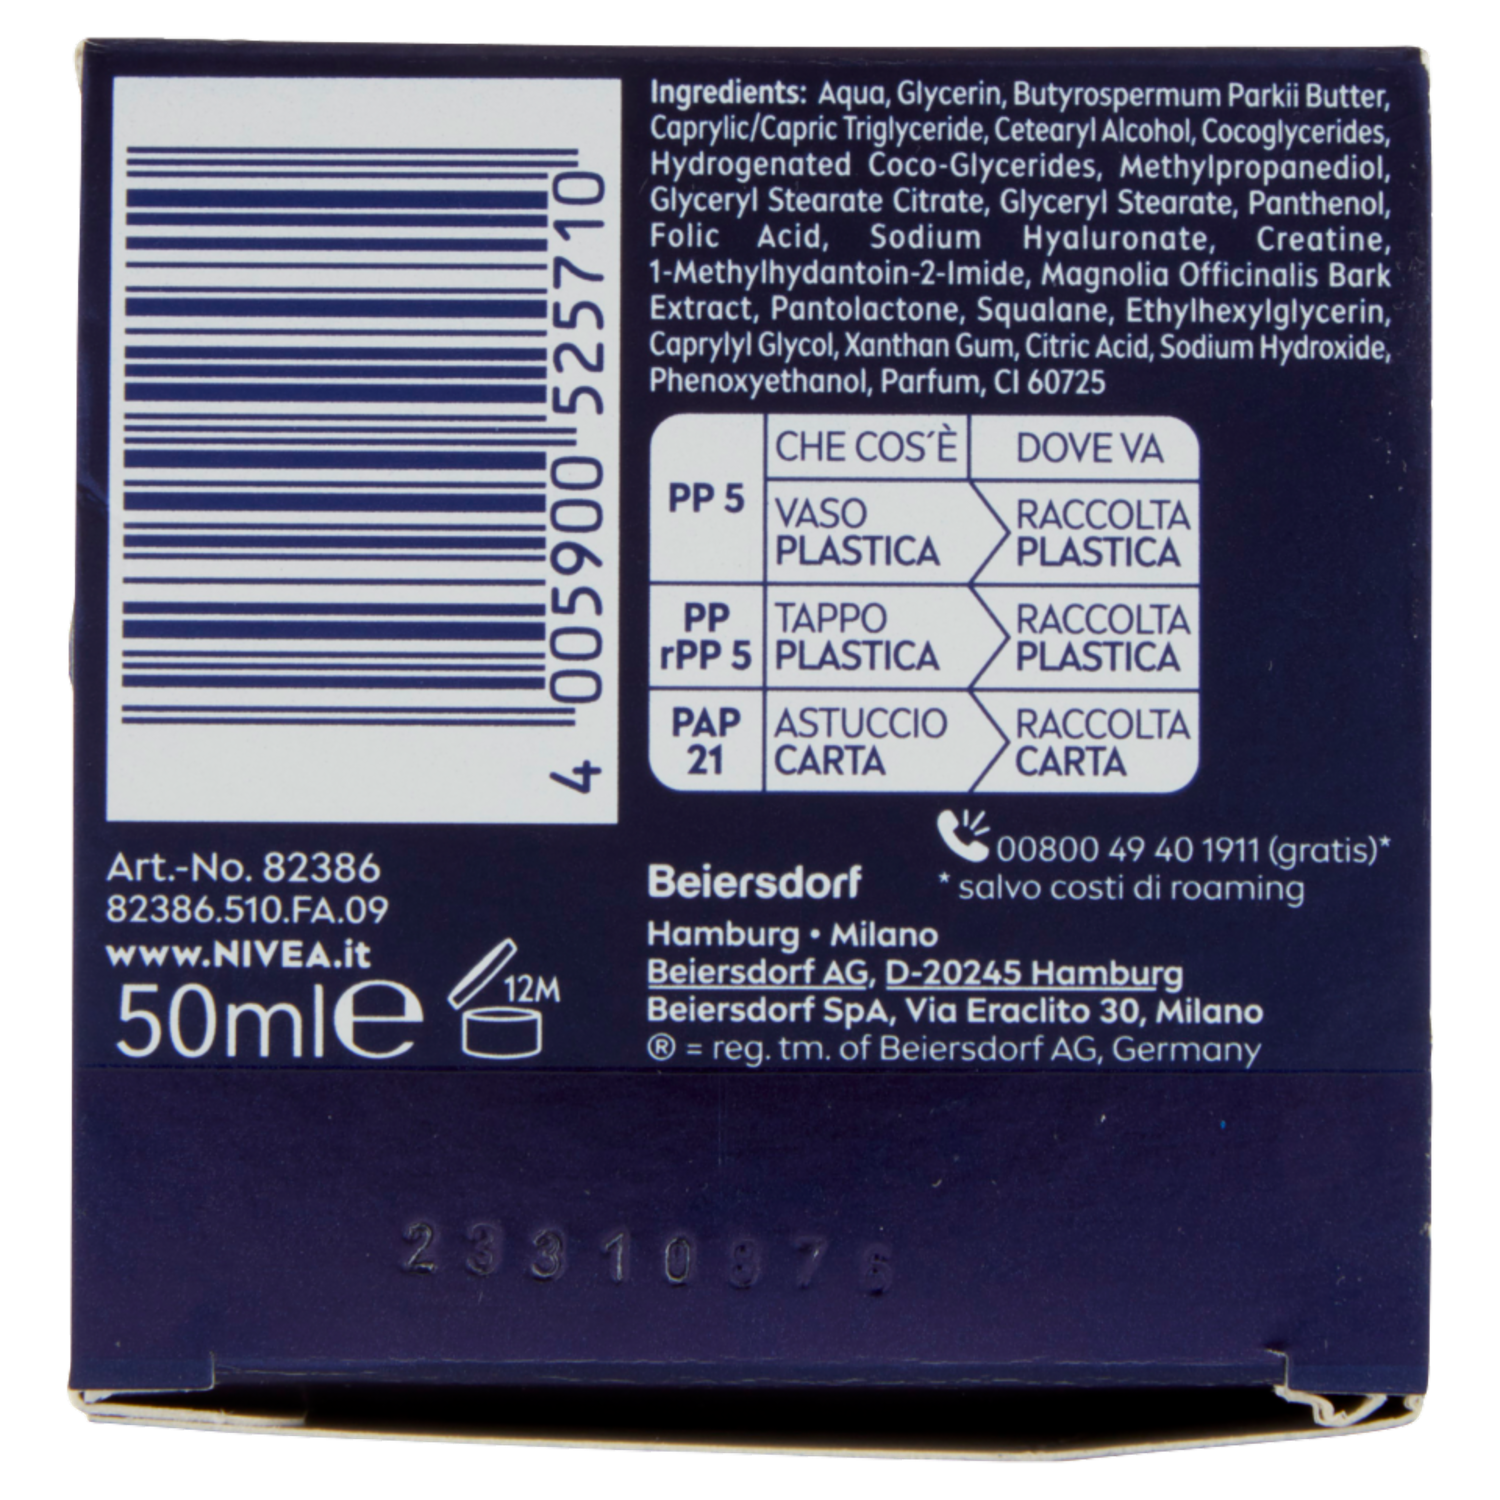 4 005900 525710
Ingredients: Aqua, Glycerin, Butyrospermum Parkii Butter,
Caprylic/Capric Triglyceride, Cetearyl Alcohol, Cocoglycerides,
Hydrogenated Coco-Glycerides, Methylpropanediol,
Glyceryl Stearate Citrate, Glyceryl Stearate, Panthenol,
Folic Acid, Sodium Hyaluronate, Creatine,
1-Methylhydantoin-2-Imide, Magnolia Officinalis Bark
Extract, Pantolactone, Squalane, Ethylhexylglycerin,
Caprylyl Glycol, Xanthan Gum, Citric Acid, Sodium Hydroxide,
Phenoxyethanol, Parfum, CI 60725
CHE COS´È DOVE VA
PP 5
VASO RACCOLTA
PLASTICA PLASTICA
PP TAPPO RACCOLTA
rPP 5 PLASTICA PLASTICA
PAP ASTUCCIO RACCOLTA
21 CARTA CARTA
00800 49 40 1911 (gratis)*
* salvo costi di roaming
Art.-No. 82386
82386.510.FA.09
www.NIVEA.it
50ml℮
12M
Beiersdorf
Hamburg • Milano
Beiersdorf AG, D-20245 Hamburg
Beiersdorf SpA, Via Eraclito 30, Milano
® = reg. tm. of Beiersdorf AG, Germany